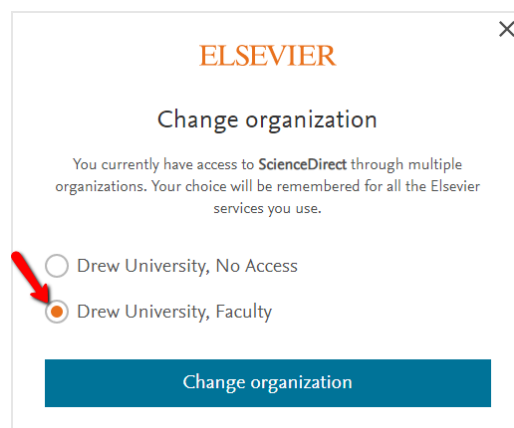 ELSEVIER
Change organization
You currently have access to ScienceDirect through multiple
organizations. Your choice will be remembered for all the Elsevier
services you use.
Drew University, No Access
Drew University, Faculty
Change organization